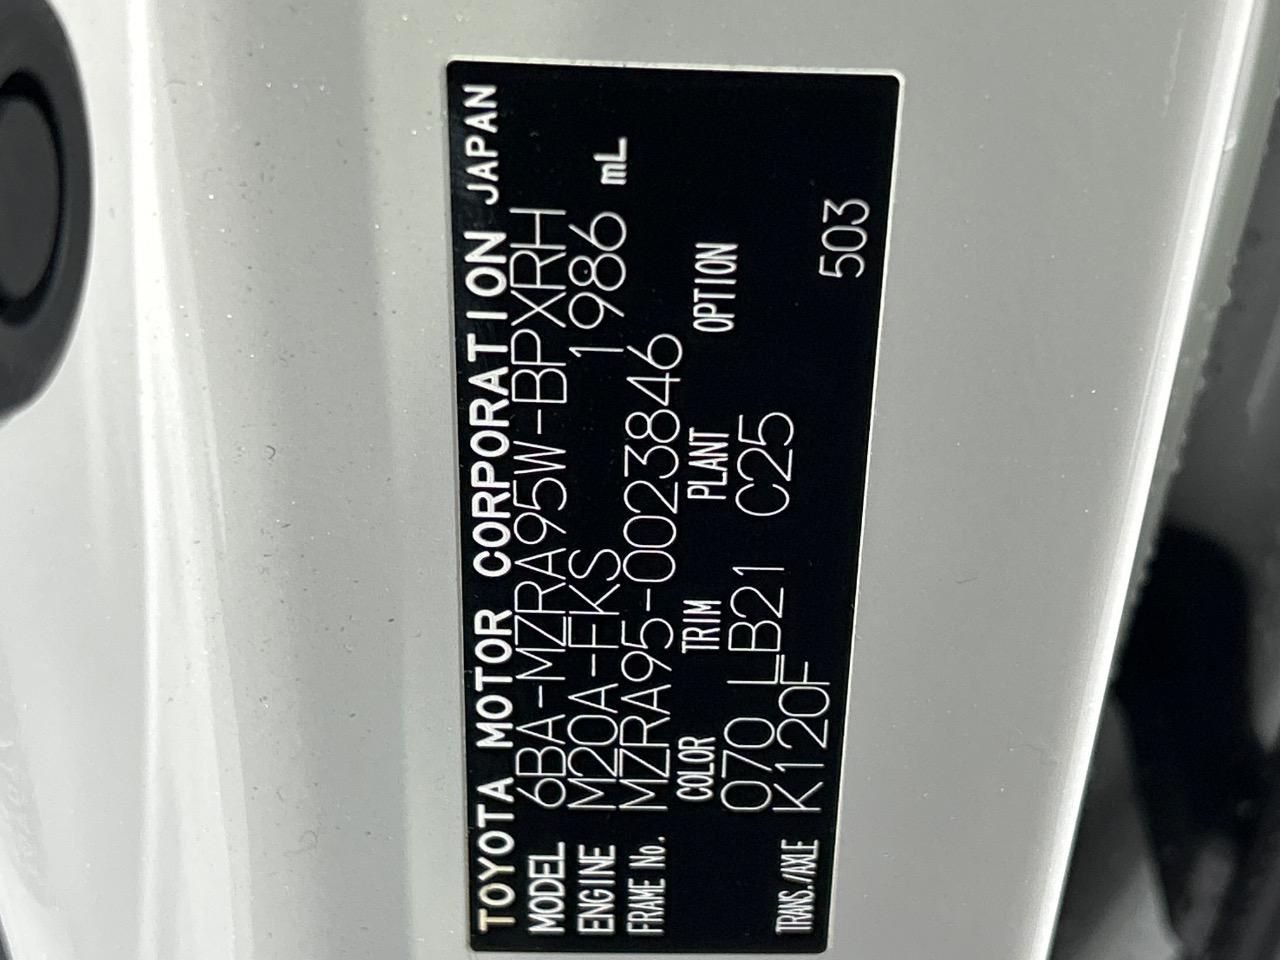 TOYOTA MOTOR CORPORATION JAPAN
MODEL 6BA-MZRA95W-BPXRH
ENGINE M20A-FKS 1986 mL
FRAME No. MZRA95-0023846
COLOR TRIM PLANT OPTION
070 LB21 C25
TRANS./AXLE K120F
503